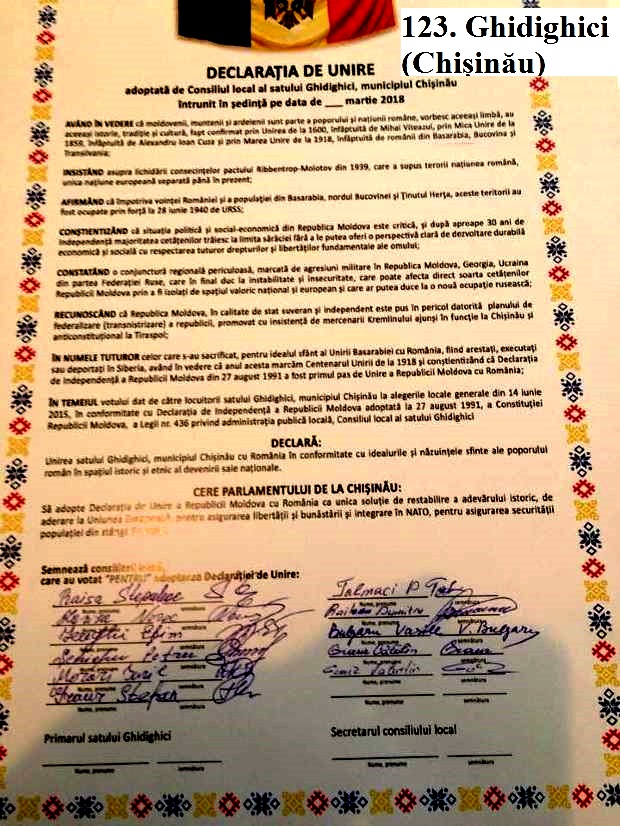 123. Ghidighici
(Chișinău)
DECLARAȚIA DE UNIRE
adoptată de Consiliul local al satului Ghidighici, municipiul Chișinău
întrunit în ședință pe data de ___ martie 2018
AVÂND ÎN VEDERE că moldovenii, muntenii și ardelenii sunt parte a poporului și națiunii române, vorbesc aceeași limbă, au
aceeași istorie, tradiție și cultură, fapt confirmat prin Unirea de la 1600, înfăptuită de Mihai Viteazul, prin Mica Unire de la
1859, înfăptuită de Alexandru Ioan Cuza și prin Marea Unire de la 1918, înfăptuită de românii din Basarabia, Bucovina și
Transilvania;
INSISTÂND asupra lichidării consecințelor pactului Ribbentrop-Molotov din 1939, care a supus terorii națiunea română,
unica națiune europeană separată până în prezent;
AFIRMÂND că împotriva voinței României și a populației din Basarabia, nordul Bucovinei și Ținutul Herța, aceste teritorii au
fost ocupate prin forță la 28 iunie 1940 de URSS;
CONȘTIENTIZÂND că situația politică și social-economică din Republica Moldova este critică, și după aproape 30 ani de
Independență majoritatea cetățenilor trăiesc la limita sărăciei fără a le putea oferi o perspectivă clară de dezvoltare durabilă
economică și socială cu respectarea tuturor drepturilor și libertăților fundamentale ale omului;
CONSTATÂND o conjunctură regională periculoasă, marcată de agresiuni militare în Republica Moldova, Georgia, Ucraina
din partea Federației Ruse, care în final duc la instabilitate și insecuritate, care poate afecta direct soarta cetățenilor
Republicii Moldova prin a fi izolați de spațiul valoric național și european și care ar putea duce la o nouă ocupație rusească;
RECUNOSCÂND că Republica Moldova, în calitate de stat suveran și independent este pus în pericol datorită planului de
federalizare (transnistrizare) a republicii, promovat cu insistență de mercenarii Kremlinului ajunși în funcție la Chișinău și
anticonstituțional la Tiraspol;
ÎN NUMELE TUTUROR celor care s-au sacrificat, pentru idealul sfânt al Unirii Basarabiei cu România, fiind arestați, executați
sau deportați în Siberia, având în vedere că anul acesta marcăm Centenarul Unirii de la 1918 și conștientizând că Declarația
de Independență a Republicii Moldova din 27 august 1991 a fost primul pas de Unire a Republicii Moldova cu România;
ÎN TEMEIUL votului dat de către locuitorii satului Ghidighici, municipiul Chișinău la alegerile locale generale din 14 iunie
2015, în conformitate cu Declarația de Independență a Republicii Moldova adoptată la 27 august 1991, a Constituției
Republicii Moldova, a Legii nr. 436 privind administrația publică locală, Consiliul local al satului Ghidighici
DECLARĂ:
Unirea satului Ghidighici, municipiul Chișinău cu România în conformitate cu idealurile și năzuințele sfinte ale poporului
român în spațiul istoric și etnic al devenirii sale naționale.
CERE PARLAMENTULUI DE LA CHIȘINĂU:
Să adopte Declarația de Unire a Republicii Moldova cu România ca unica soluție de restabilire a adevărului istoric, de
aderare la Uniunea pentru asigurarea libertății și bunăstării și integrare în NATO, pentru asigurarea securității
populației din
Semnează consilierii
care au votat "PENTRU" adoptarea Declarației de Unire:
Talmaci P
Raisa
Dumitru
Efim
Bulgaru Vasile V. Bulgaru
Stepan
Nume, prenume semnătura
Primarul satului Ghidighici
Secretarul consiliului local
Nume, prenume semnătura
Nume, prenume semnătura